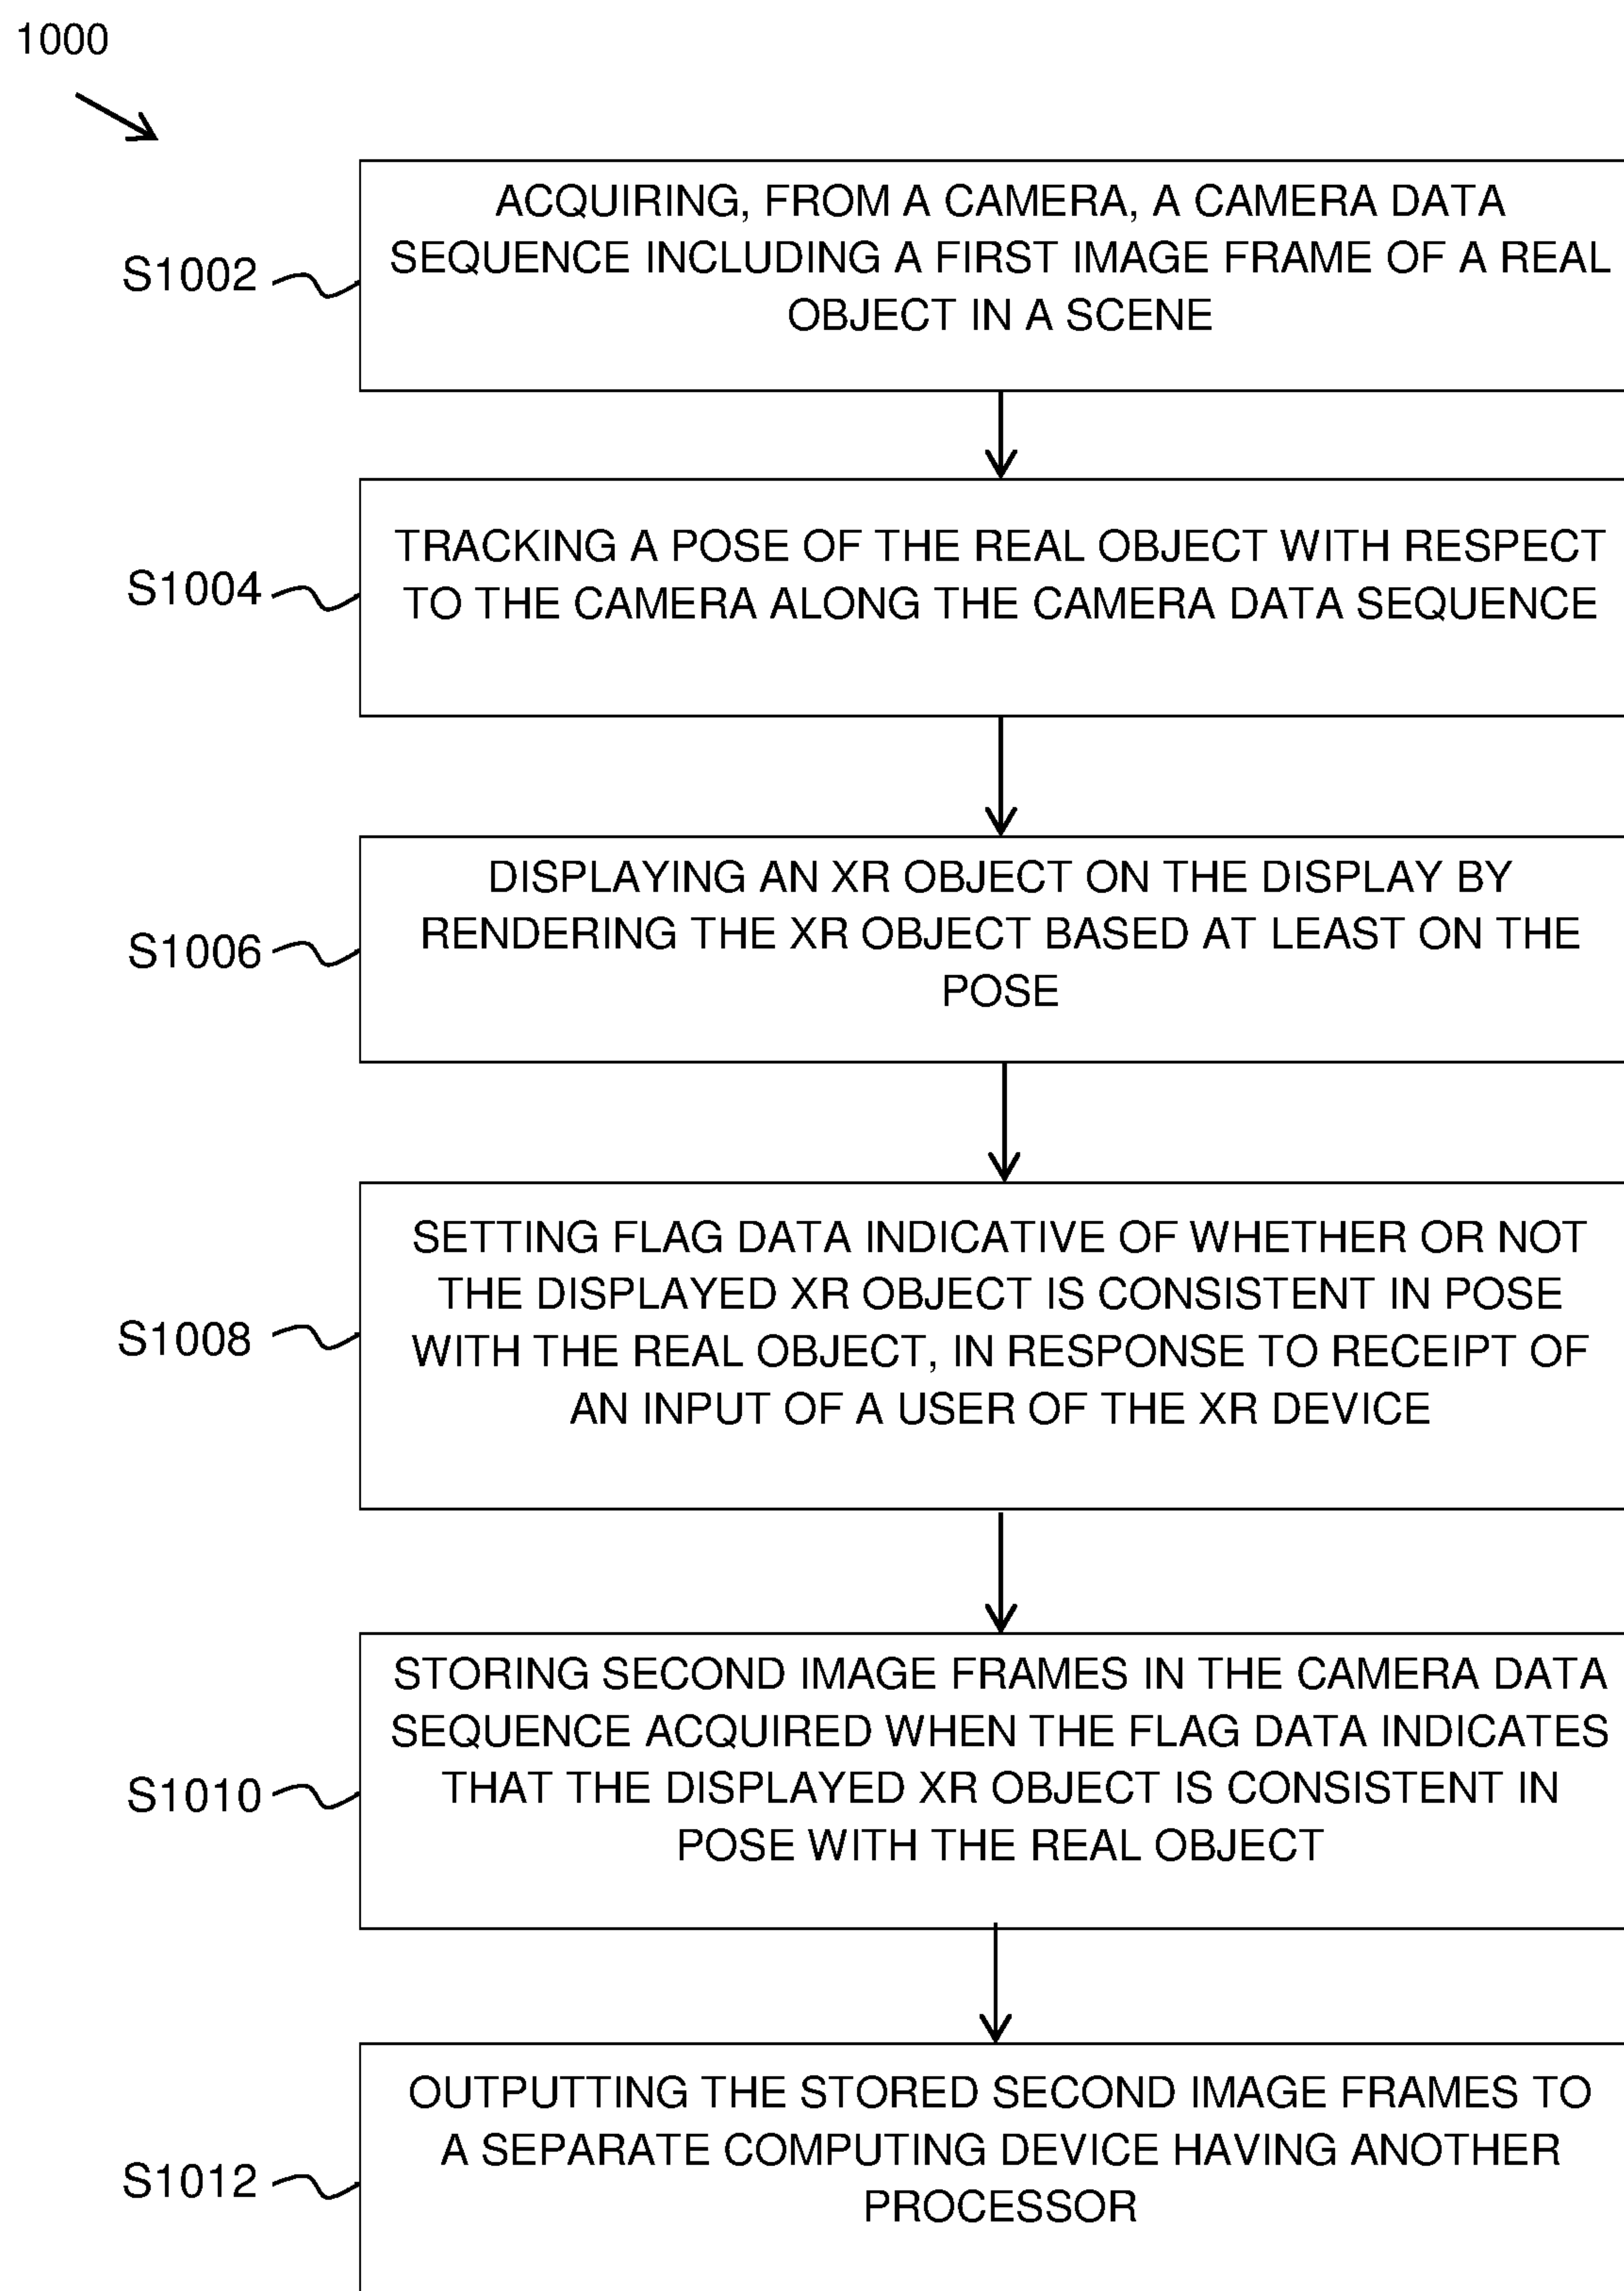 1000
ACQUIRING, FROM A CAMERA, A CAMERA DATA
SEQUENCE INCLUDING A FIRST IMAGE FRAME OF A REAL
OBJECT IN A SCENE
S1002
TRACKING A POSE OF THE REAL OBJECT WITH RESPECT
TO THE CAMERA ALONG THE CAMERA DATA SEQUENCE
S1004
DISPLAYING AN XR OBJECT ON THE DISPLAY BY
RENDERING THE XR OBJECT BASED AT LEAST ON THE
POSE
S1006
SETTING FLAG DATA INDICATIVE OF WHETHER OR NOT
THE DISPLAYED XR OBJECT IS CONSISTENT IN POSE
WITH THE REAL OBJECT, IN RESPONSE TO RECEIPT OF
AN INPUT OF A USER OF THE XR DEVICE
S1008
STORING SECOND IMAGE FRAMES IN THE CAMERA DATA
SEQUENCE ACQUIRED WHEN THE FLAG DATA INDICATES
THAT THE DISPLAYED XR OBJECT IS CONSISTENT IN
POSE WITH THE REAL OBJECT
S1010
OUTPUTTING THE STORED SECOND IMAGE FRAMES TO
A SEPARATE COMPUTING DEVICE HAVING ANOTHER
PROCESSOR
S1012